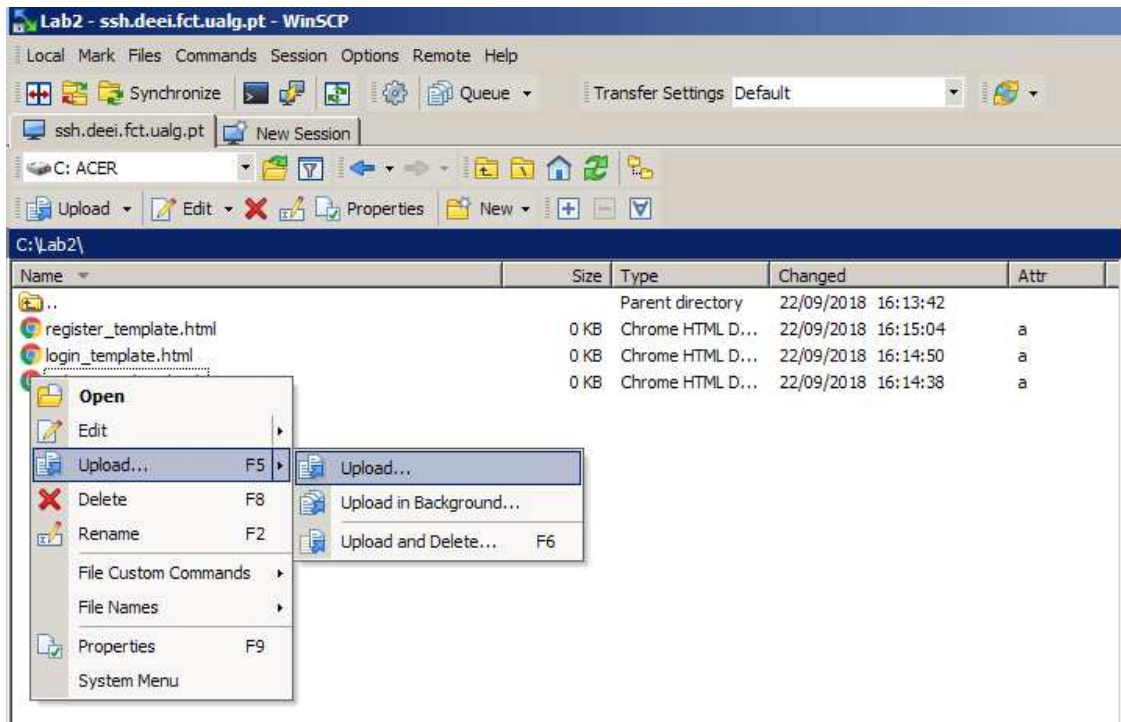 Lab2 - ssh.deei.fct.ualg.pt - WinSCP
Local Mark Files Commands Session Options Remote Help
Synchronize Queue Transfer Settings Default
ssh.deei.fct.ualg.pt New Session
C: ACER
Upload Edit Properties New
C:\Lab2\
Name Size Type Changed Attr
.. Parent directory 22/09/2018 16:13:42
register_template.html 0 KB Chrome HTML D... 22/09/2018 16:15:04 a
login_template.html 0 KB Chrome HTML D... 22/09/2018 16:14:50 a
0 KB Chrome HTML D... 22/09/2018 16:14:38 a
Open
Edit
Upload... F5 Upload...
Delete F8 Upload in Background...
Rename F2 Upload and Delete... F6
File Custom Commands
File Names
Properties F9
System Menu